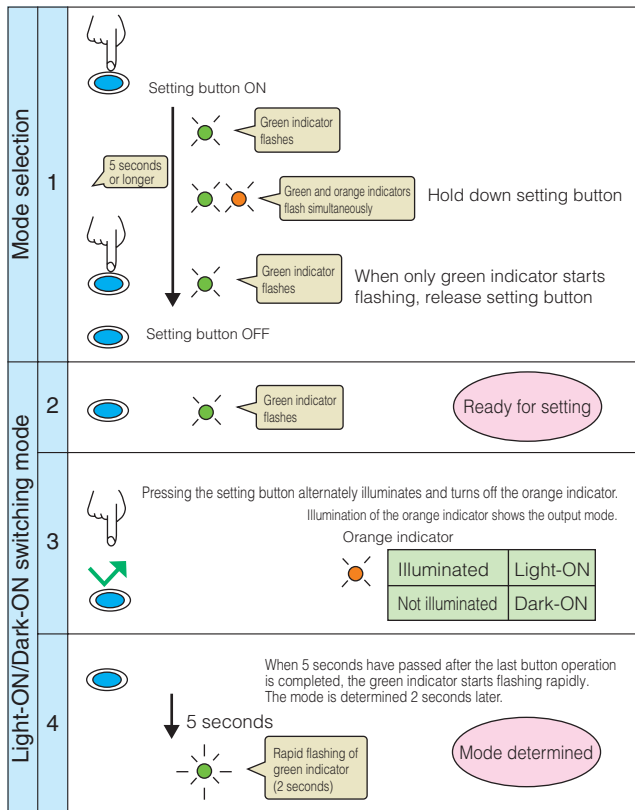 Mode selection
1
Setting button ON
Green indicator
flashes
5 seconds
or longer
Green and orange indicators
flash simultaneously
Hold down setting button
Green indicator
flashes
When only green indicator starts
flashing, release setting button
Setting button OFF
Light-ON/Dark-ON switching mode
2
Green indicator
flashes
Ready for setting
3
Pressing the setting button alternately illuminates and turns off the orange indicator.
Illumination of the orange indicator shows the output mode.
Orange indicator
Illuminated Light-ON
Not illuminated Dark-ON
4
When 5 seconds have passed after the last button operation
is completed, the green indicator starts flashing rapidly.
The mode is determined 2 seconds later.
5 seconds
Rapid flashing of
green indicator
(2 seconds)
Mode determined